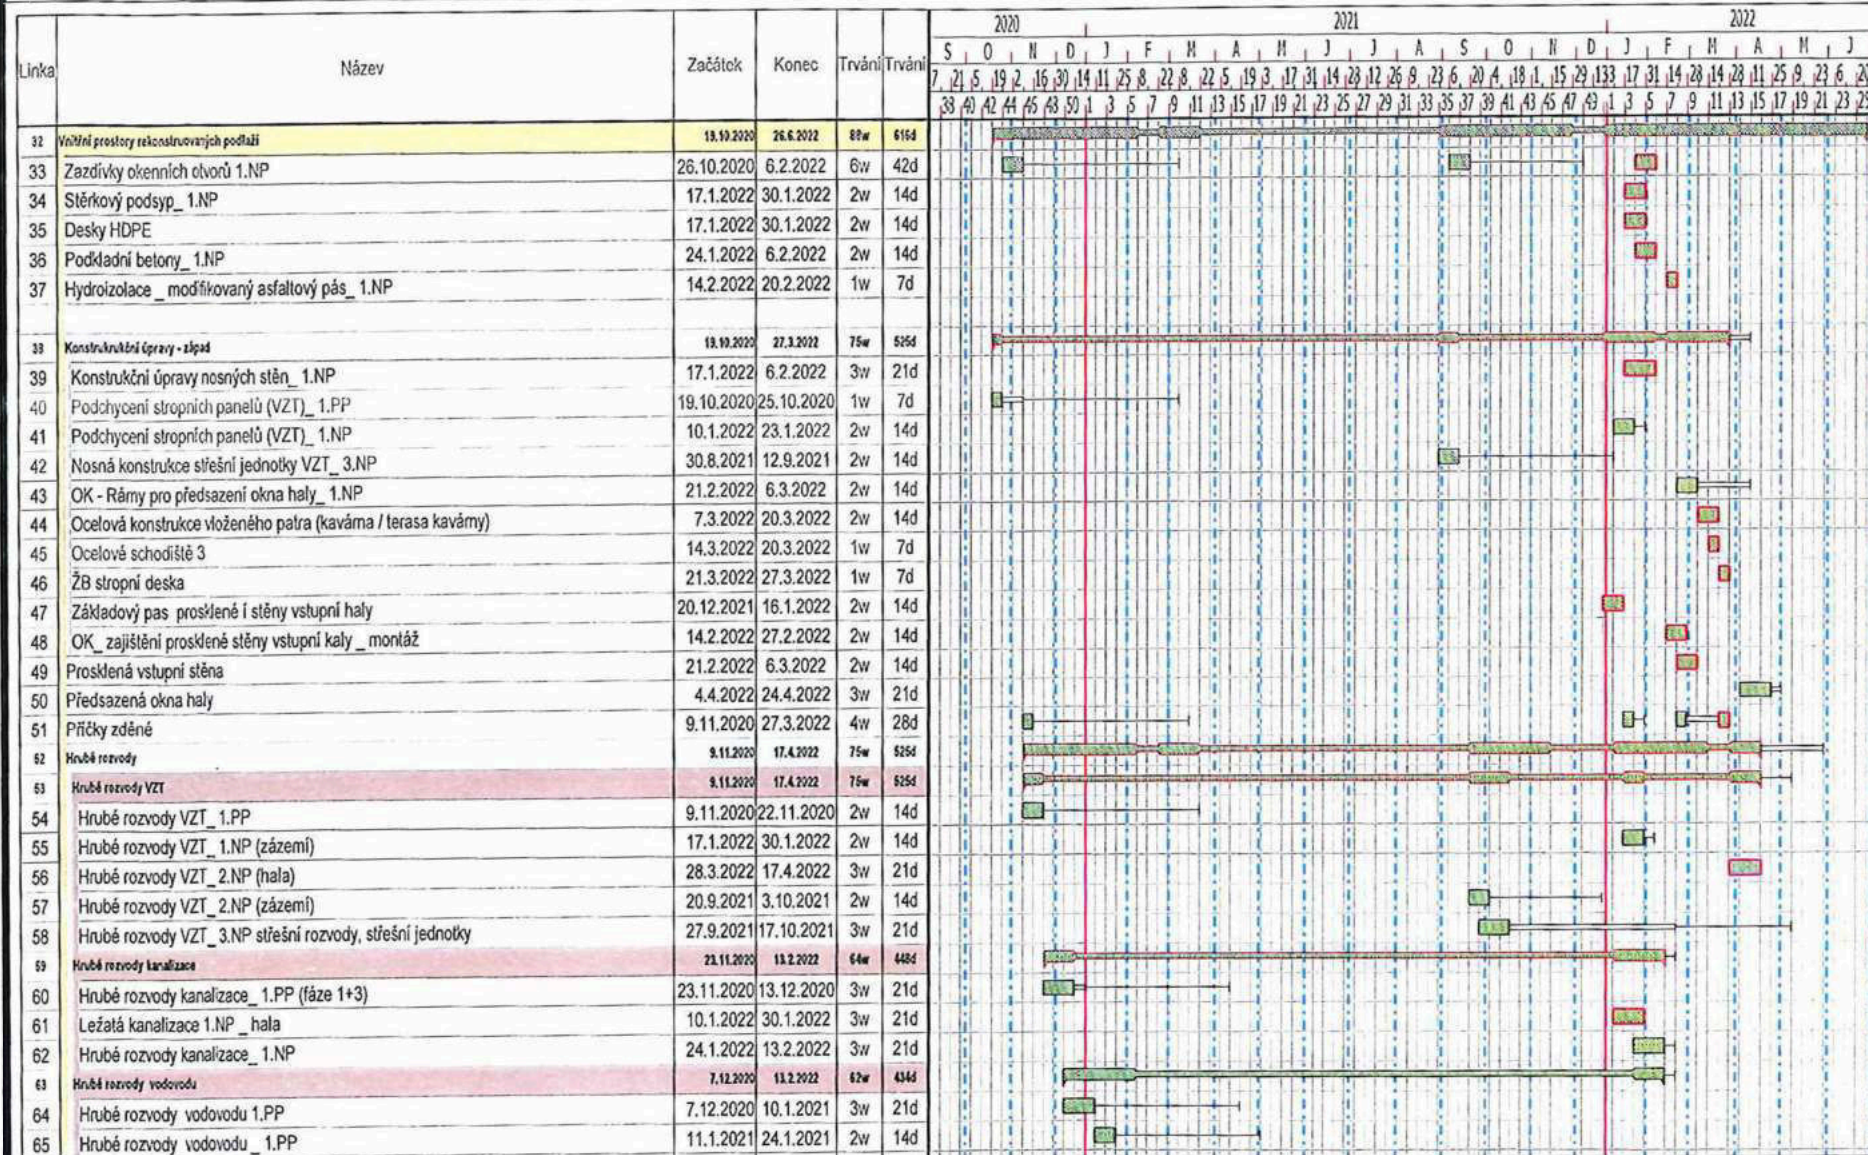 2020 2021 2022
Linka Název Začátek Konec Trvání Trvání
S O N D J F M A M J J A S O N D J F M A M J
32 Vnitřní prostory rekonstruovaných podlaží 19.10.2020 26.6.2022 88w 616d
33 Zazdívky okenních otvorů 1.NP 26.10.2020 6.2.2022 6w 42d
34 Stěrkový podsyp_ 1.NP 17.1.2022 30.1.2022 2w 14d
35 Desky HDPE 17.1.2022 30.1.2022 2w 14d
36 Podkladní betony_ 1.NP 24.1.2022 6.2.2022 2w 14d
37 Hydroizolace _ modifikovaný asfaltový pás_ 1.NP 14.2.2022 20.2.2022 1w 7d
38 Konstrukrukční úpravy - západ 19.10.2020 27.3.2022 75w 525d
39 Konstrukční úpravy nosných stěn_ 1.NP 17.1.2022 6.2.2022 3w 21d
40 Podchycení stropních panelů (VZT)_ 1.PP 19.10.2020 25.10.2020 1w 7d
41 Podchycení stropních panelů (VZT)_ 1.NP 10.1.2022 23.1.2022 2w 14d
42 Nosná konstrukce střešní jednotky VZT_ 3.NP 30.8.2021 12.9.2021 2w 14d
43 OK - Rámy pro předsazení okna haly_ 1.NP 21.2.2022 6.3.2022 2w 14d
44 Ocelová konstrukce vloženého patra (kavárna / terasa kavárny) 7.3.2022 20.3.2022 2w 14d
45 Ocelové schodiště 3 14.3.2022 20.3.2022 1w 7d
46 ŽB stropní deska 21.3.2022 27.3.2022 1w 7d
47 Základový pas prosklené í stěny vstupní haly 20.12.2021 16.1.2022 2w 14d
48 OK_ zajištění prosklené stěny vstupní kaly _ montáž 14.2.2022 27.2.2022 2w 14d
49 Prosklená vstupní stěna 21.2.2022 6.3.2022 2w 14d
50 Předsazená okna haly 4.4.2022 24.4.2022 3w 21d
51 Příčky zděné 9.11.2020 27.3.2022 4w 28d
52 Hrubé rozvody 9.11.2020 17.4.2022 75w 525d
53 Hrubé rozvody VZT 9.11.2020 17.4.2022 75w 525d
54 Hrubé rozvody VZT_ 1.PP 9.11.2020 22.11.2020 2w 14d
55 Hrubé rozvody VZT_ 1.NP (zázemí) 17.1.2022 30.1.2022 2w 14d
56 Hrubé rozvody VZT_ 2.NP (hala) 28.3.2022 17.4.2022 3w 21d
57 Hrubé rozvody VZT_ 2.NP (zázemí) 20.9.2021 3.10.2021 2w 14d
58 Hrubé rozvody VZT_ 3.NP střešní rozvody, střešní jednotky 27.9.2021 17.10.2021 3w 21d
59 Hrubé rozvody kanalizace 23.11.2020 13.2.2022 64w 448d
60 Hrubé rozvody kanalizace_ 1.PP (fáze 1+3) 23.11.2020 13.12.2020 3w 21d
61 Ležatá kanalizace 1.NP _ hala 10.1.2022 30.1.2022 3w 21d
62 Hrubé rozvody kanalizace_ 1.NP 24.1.2022 13.2.2022 3w 21d
63 Hrubé rozvody vodovodu 7.12.2020 13.2.2022 62w 434d
64 Hrubé rozvody vodovodu 1.PP 7.12.2020 10.1.2021 3w 21d
65 Hrubé rozvody vodovodu _ 1.PP 11.1.2021 24.1.2021 2w 14d